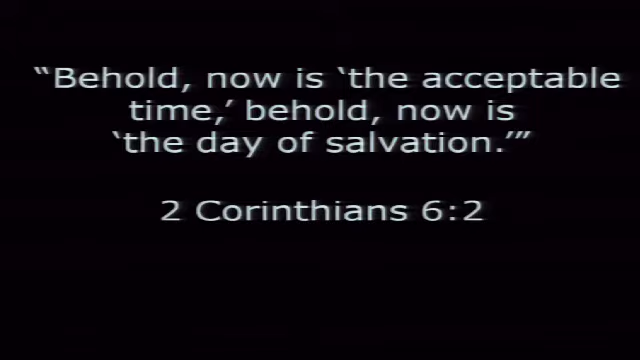 “Behold, now is ‘the acceptable
time,’ behold, now is
‘the day of salvation.’”
2 Corinthians 6:2